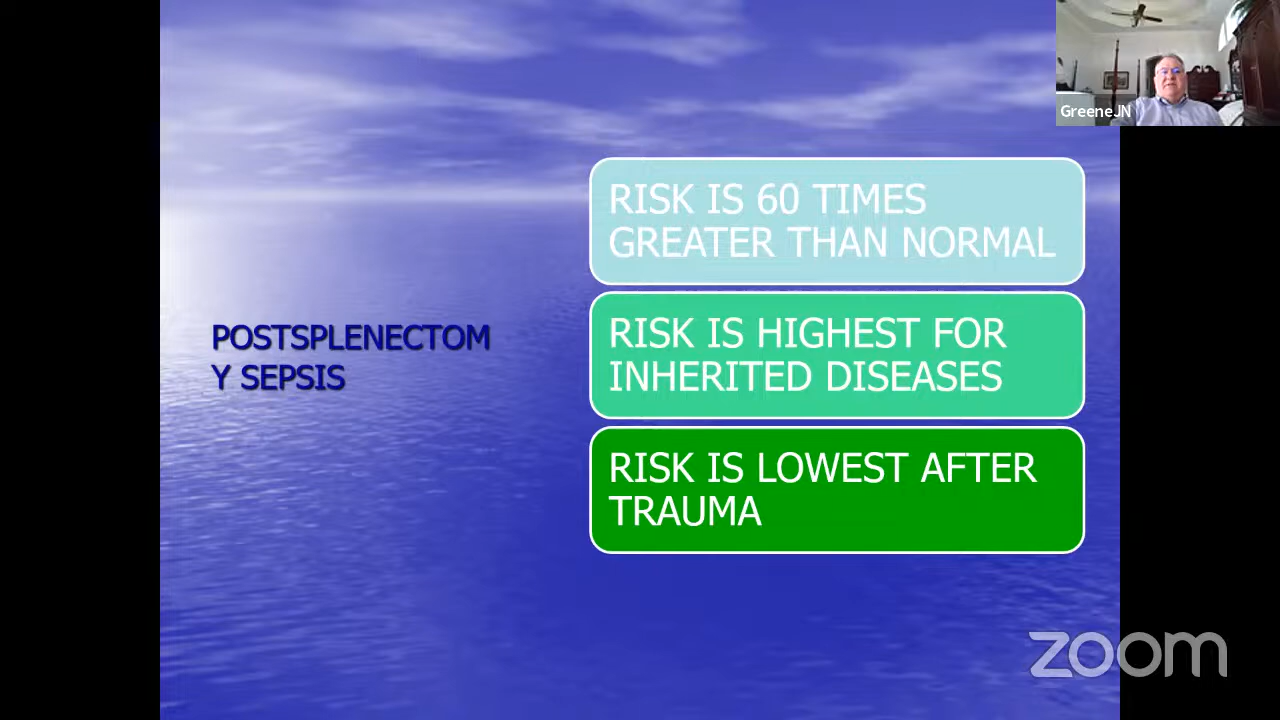 GreeneJN
RISK IS 60 TIMES
GREATER THAN NORMAL
RISK IS HIGHEST FOR
INHERITED DISEASES
POSTSPLENECTOM
Y SEPSIS
RISK IS LOWEST AFTER
TRAUMA
zoom